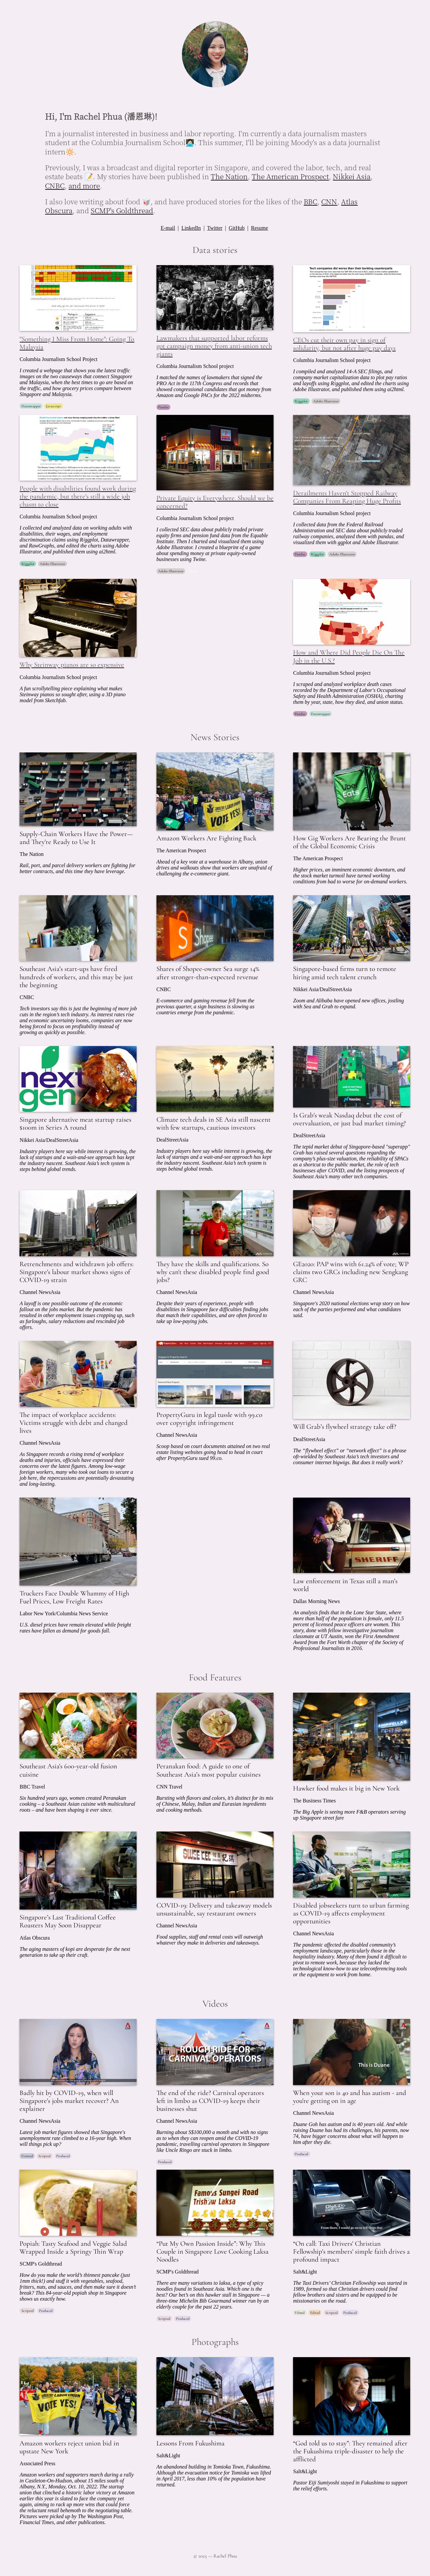 Hi, I'm Rachel Phua (潘恩琳)!
I'm a journalist interested in business and labor reporting. I'm currently a data journalism masters
student at the Columbia Journalism School👩🏻‍💻. This summer, I'll be joining Moody's as a data journalist
intern🔆.
Previously, I was a broadcast and digital reporter in Singapore, and covered the labor, tech, and real
estate beats 📝. My stories have been published in The Nation, The American Prospect, Nikkei Asia,
CNBC, and more.
I also love writing about food 🥡, and have produced stories for the likes of the BBC, CNN, Atlas
Obscura, and SCMP's Goldthread.
E-mail | LinkedIn | Twitter | GitHub | Resume
Data stories
"Something I Miss From Home": Going To
Malaysia
Columbia Journalism School Project
I created a webpage that shows you the latest traffic
images on the two causeways that connect Singapore
and Malaysia, when the best times to go are based on
the traffic, and how grocery prices compare between
Singapore and Malaysia.
Lawmakers that supported labor reforms
got campaign money from anti-union tech
giants
Columbia Journalism School project
I matched the names of lawmakers that signed the
PRO Act in the 117th Congress and records that
showed congressional candidates that got money from
Amazon and Google PACs for the 2022 midterms.
CEOs cut their own pay in sign of
solidarity, but not after huge pay days
Columbia Journalism School project
I compiled and analyzed 14-A SEC filings, and
company market capitalization data to plot pay ratios
and layoffs using R/ggplot, and edited the charts using
Adobe Illustrator, and published them using ai2html.
People with disabilities found work during
the pandemic, but there's still a wide job
chasm to close
Columbia Journalism School project
I collected and analyzed data on working adults with
disabilities, their wages, and employment
discrimination claims using R/ggplot, Datawrapper,
and RawGraphs, edited the charts using Adobe
Illustrator, and published them using ai2html.
Private Equity is Everywhere. Should we be
concerned?
Columbia Journalism School project
I collected SEC data about publicly traded private
equity firms and pension fund data from the Equable
Institute. Then I charted and visualized them using
Adobe Illustrator. I created a blueprint of a game
about spending money at private equity-owned
businesses using Twine.
Derailments Haven't Stopped Railway
Companies From Reaping Huge Profits
Columbia Journalism School project
I collected data from the Federal Railroad
Administration and SEC data about publicly traded
railway companies, analyzed them with pandas, and
visualized them with ggplot and Adobe Illustrator.
Why Steinway pianos are so expensive
Columbia Journalism School project
A fun scrollytelling piece explaining what makes
Steinway pianos so sought after, using a 3D piano
model from Sketchfab.
How and Where Did People Die On The
Job in the U.S.?
Columbia Journalism School project
I scraped and analyzed workplace death cases
recorded by the Department of Labor's Occupational
Safety and Health Administration (OSHA), charting
them by year, state, how they died, and union status.
News Stories
Supply-Chain Workers Have the Power—
and They're Ready to Use It
The Nation
Rail, port, and parcel delivery workers are fighting for
better contracts, and this time they have leverage.
Amazon Workers Are Fighting Back
The American Prospect
Ahead of a key vote at a warehouse in Albany, union
drives and walkouts show that workers are unafraid of
challenging the e-commerce giant.
How Gig Workers Are Bearing the Brunt
of the Global Economic Crisis
The American Prospect
Higher prices, an imminent economic downturn, and
the stock market turmoil have turned working
conditions from bad to worse for on-demand workers.
Southeast Asia's start-ups have fired
hundreds of workers, and this may be just
the beginning
CNBC
Tech investors say this is just the beginning of more job
cuts in the region's tech industry. As interest rates rise
and economic uncertainty looms, companies are now
being forced to focus on profitability instead of
growing as quickly as possible.
Shares of Shopee-owner Sea surge 14%
after stronger-than-expected revenue
CNBC
E-commerce and gaming revenue fell from the
previous quarter, a sign business is slowing as
countries emerge from the pandemic.
Singapore-based firms turn to remote
hiring amid tech talent crunch
Nikkei Asia/DealStreetAsia
Zoom and Alibaba have opened new offices, jostling
with Sea and Grab to expand.
next
gen
Singapore alternative meat startup raises
$100m in Series A round
Nikkei Asia/DealStreetAsia
Industry players here say while interest is growing, the
lack of startups and a wait-and-see approach has kept
the industry nascent. Southeast Asia's tech system is
steps behind global trends.
Climate tech deals in SE Asia still nascent
with few startups, cautious investors
DealStreetAsia
Industry players here say while interest is growing, the
lack of startups and a wait-and-see approach has kept
the industry nascent. Southeast Asia's tech system is
steps behind global trends.
Is Grab's weak Nasdaq debut the cost of
overvaluation, or just bad market timing?
DealStreetAsia
The tepid market debut of Singapore-based "superapp"
Grab has raised several questions regarding the
company's public valuation, the reliability of SPACs
as a shortcut to the public market, the role of tech
businesses after COVID, and the listing prospects of
Southeast Asia's many other tech companies.
Retrenchments and withdrawn job offers:
Singapore's labour market shows signs of
COVID-19 strain
Channel NewsAsia
A layoff is one possible outcome of the economic
fallout on the job market. But the pandemic has
resulted in other employment issues cropping up, such
as furloughs, salary reductions and rescinded job
offers.
They have the skills and qualifications. So
why can't these disabled people find good
jobs?
Channel NewsAsia
Despite their years of experience, people with
disabilities in Singapore face difficulties finding jobs
that match their capabilities, and are often forced to
take up low-paying jobs.
GE2020: PAP wins with 61.24% of vote; WP
claims two GRCs including new Sengkang
GRC
Channel NewsAsia
Singapore's 2020 national elections wrap story on how
each of the parties performed and what candidates
said.
The impact of workplace accidents:
Victims struggle with debt and changed
lives
Channel NewsAsia
As Singapore records a rising trend of workplace
deaths and injuries, officials have expressed their
concerns over the latest figures. Among low-wage
foreign workers, many who took out loans to secure a
job here, the repercussions are potentially devastating
and long-lasting.
PropertyGuru in legal tussle with 99.co
over copyright infringement
Channel NewsAsia
Scoop based on court documents attained on two real
estate listing websites going head to head in court
after PropertyGuru sued 99.co.
Will Grab's flywheel strategy take off?
DealStreetAsia
The "flywheel effect" or "network effect" is a phrase
oft-wielded by Southeast Asia's tech investors and
consumer internet bigwigs. But does it really work?
Truckers Face Double Whammy of High
Fuel Prices, Low Freight Rates
Labor New York/Columbia News Service
U.S. diesel prices have remain elevated while freight
rates have fallen as demand for goods fall.
SHERIFF
Law enforcement in Texas still a man's
world
Dallas Morning News
An analysis finds that in the Lone Star State, where
more than half of the population is female, only 11.5
percent of licensed peace officers are women. This
story, done with fellow investigative journalism
classmate at UT Austin, won the First Amendment
Award from the Fort Worth chapter of the Society of
Professional Journalists in 2016.
Food Features
Southeast Asia's 600-year-old fusion
cuisine
BBC Travel
Six hundred years ago, women created Peranakan
cooking – a Southeast Asian cuisine with multicultural
roots – and have been shaping it ever since.
Peranakan food: A guide to one of
Southeast Asia's most popular cuisines
CNN Travel
Bursting with flavors and colors, it's distinct for its mix
of Chinese, Malay, Indian and Eurasian ingredients
and cooking methods.
Hawker food makes it big in New York
The Business Times
The Big Apple is seeing more F&B operators serving
up Singapore street fare
Singapore's Last Traditional Coffee
Roasters May Soon Disappear
Atlas Obscura
The aging masters of kopi are desperate for the next
generation to take up their craft.
COVID-19: Delivery and takeaway models
unsustainable, say restaurant owners
Channel NewsAsia
Food supplies, staff and rental costs will outweigh
whatever they make in deliveries and takeaways.
Disabled jobseekers turn to urban farming
as COVID-19 affects employment
opportunities
Channel NewsAsia
The pandemic affected the disabled community's
employment landscape, particularly those in the
hospitality industry. Many of them found it difficult to
pivot to remote work, because they lacked the
technological know-how to use teleconferencing tools
or the equipment to work from home.
Videos
Badly hit by COVID-19, when will
Singapore's jobs market recover? An
explainer
Channel NewsAsia
Latest job market figures showed that Singapore's
unemployment rate climbed to a 16-year high. When
will things pick up?
ROUGH RIDE FOR
CARNIVAL OPERATORS
The end of the ride? Carnival operators
left in limbo as COVID-19 keeps their
businesses shut
Channel NewsAsia
Burning about S$100,000 a month and with no signs
as to when they can reopen amid the COVID-19
pandemic, traveling carnival operators in Singapore
like Uncle Ringo are stuck in limbo.
This is Duane
When your son is 40 and has autism - and
you're getting on in age
Channel NewsAsia
Duane Goh has autism and is 40 years old. And while
raising Duane has had its challenges, his parents, now
74, have bigger concerns about what will happen to
him after they die.
Popiah: Tasty Seafood and Veggie Salad
Wrapped Inside a Springy Thin Wrap
SCMP's Goldthread
How do you make the world's thinnest pancake (just
1mm thick!) and stuff it with vegetables, seafood,
fritters, nuts, and sauces, and then make sure it doesn't
break? This 84-year-old popiah shop in Singapore
shows us exactly how.
Famous Sungei Road
Trishaw Laksa
"Put My Own Passion Inside": Why This
Couple in Singapore Love Cooking Laksa
Noodles
SCMP's Goldthread
There are many variations to laksa, a type of spicy
noodles found in Southeast Asia. Which one is the
best? Our bet's on this hawker stall in Singapore — a
three-time Michelin Bib Gourmand winner run by an
elderly couple for the past 22 years.
"On call: Taxi Drivers' Christian
Fellowship's members' simple faith drives a
profound impact
Salt&Light
The Taxi Drivers' Christian Fellowship was started in
1989, formed so that Christian drivers could find
fellow brothers and sisters and be equipped to be
missionaries on the road.
Photographs
VOTE YES!
Amazon workers reject union bid in
upstate New York
Associated Press
Amazon workers and supporters march during a rally
in Castleton-On-Hudson, about 15 miles south of
Albany, N.Y., Monday, Oct. 10, 2022. The startup
union that clinched a historic labor victory at Amazon
earlier this year is slated to face the company yet
again, aiming to rack up more wins that could force
the reluctant retail behemoth to the negotiating table.
Pictures were picked up by The Washington Post,
Financial Times, and other publications.
Lessons From Fukushima
Salt&Light
An abandoned building in Tomioka Town, Fukushima.
Although the evacuation notice for Tomioka was lifted
in April 2017, less than 10% of the population have
returned.
"God told us to stay": They remained after
the Fukushima triple-disaster to help the
afflicted
Salt&Light
Pastor Eiji Sumiyoshi stayed in Fukushima to support
the relief efforts.
© 2023 — Rachel Phua